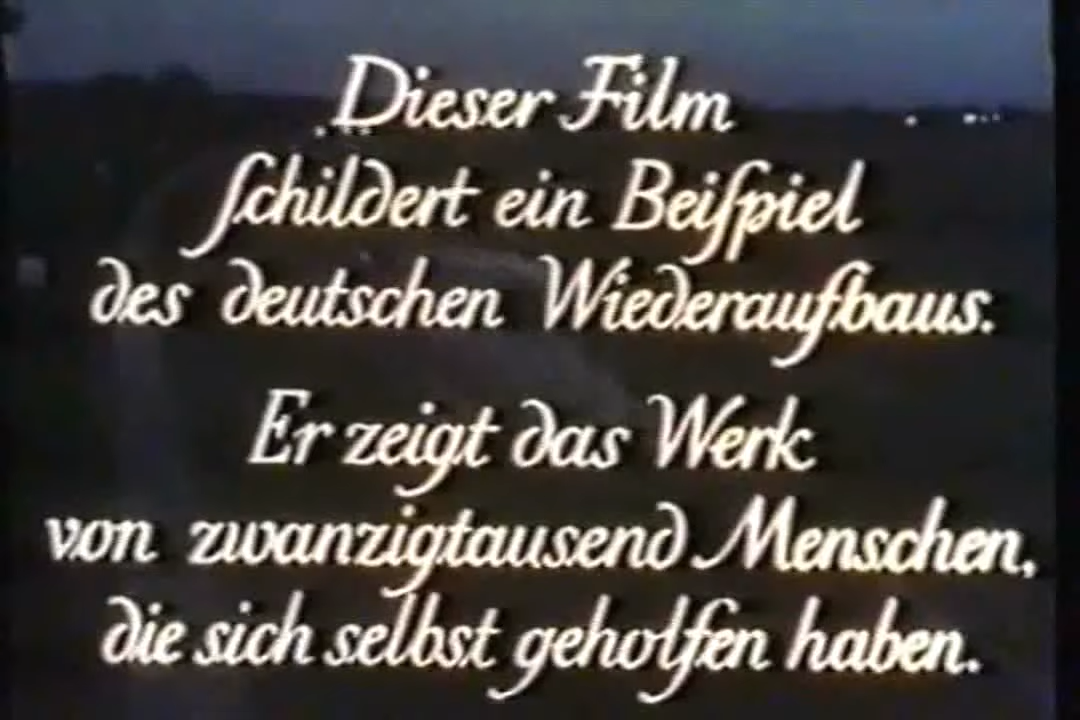 Dieser Film
ſchildert ein Beiſpiel
des deutschen Wiederaufbaus.
Er zeigt das Werk
von zwanzigtausend Menschen,
die sich selbst geholfen haben.